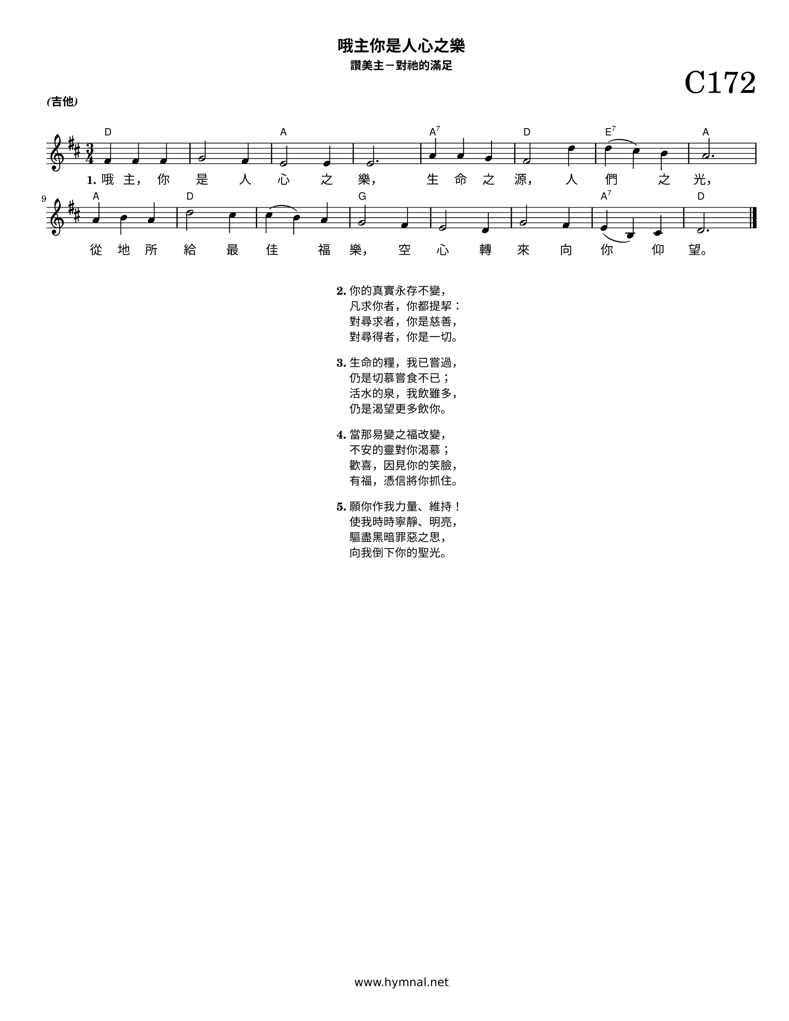 哦主你是人心之樂
讚美主－對祂的滿足
C172
(吉他)
D A A7 D E7 A
1. 哦 主， 你 是 人 心 之 樂， 生 命 之 源， 人 們 之 光，
9 A D G A7 D
從 地 所 給 最 佳 福 樂， 空 心 轉 來 向 你 仰 望。
2. 你的真實永存不變，
凡求你者，你都提挈：
對尋求者，你是慈善，
對尋得者，你是一切。
3. 生命的糧，我已嘗過，
仍是切慕嘗食不已；
活水的泉，我飲雖多，
仍是渴望更多飲你。
4. 當那易變之福改變，
不安的靈對你渴慕；
歡喜，因見你的笑臉，
有福，憑信將你抓住。
5. 願你作我力量、維持！
使我時時寧靜、明亮，
驅盡黑暗罪惡之思，
向我倒下你的聖光。
www.hymnal.net